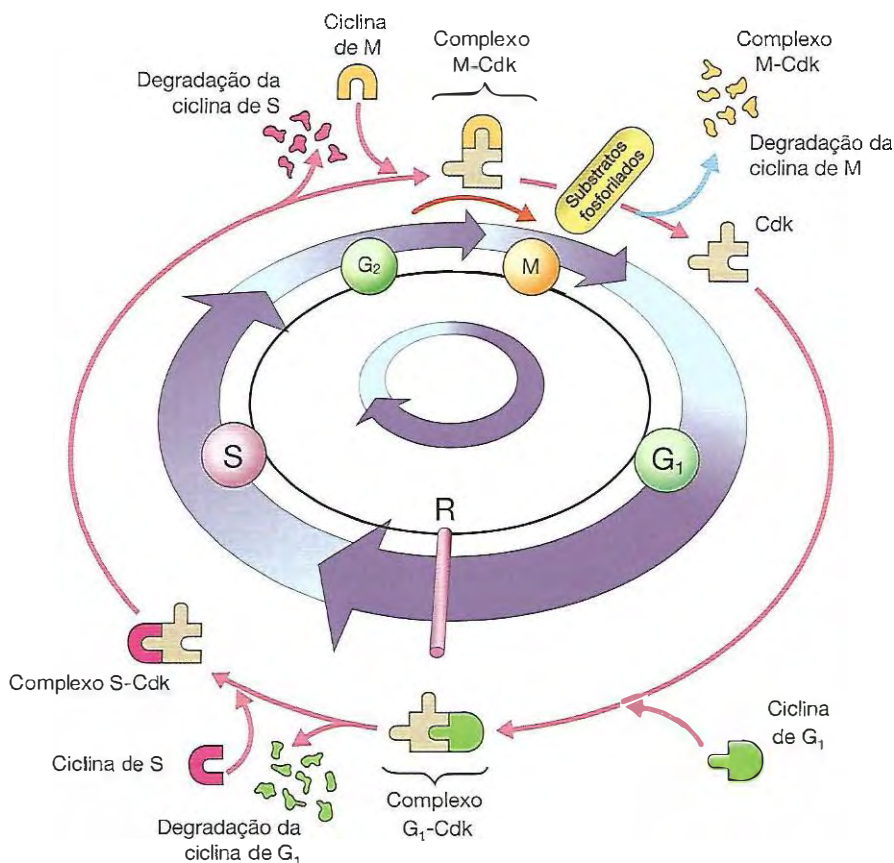 Ciclina
de M
Complexo
M-Cdk
Complexo
M-Cdk
Degradação da
ciclina de S
Degradação da
ciclina de M
Substratos
fosforilados
Cdk
G₂
M
S
G₁
R
Complexo S-Cdk
Ciclina de S
Degradação da
ciclina de G₁
Complexo
G₁-Cdk
Ciclina
de G₁